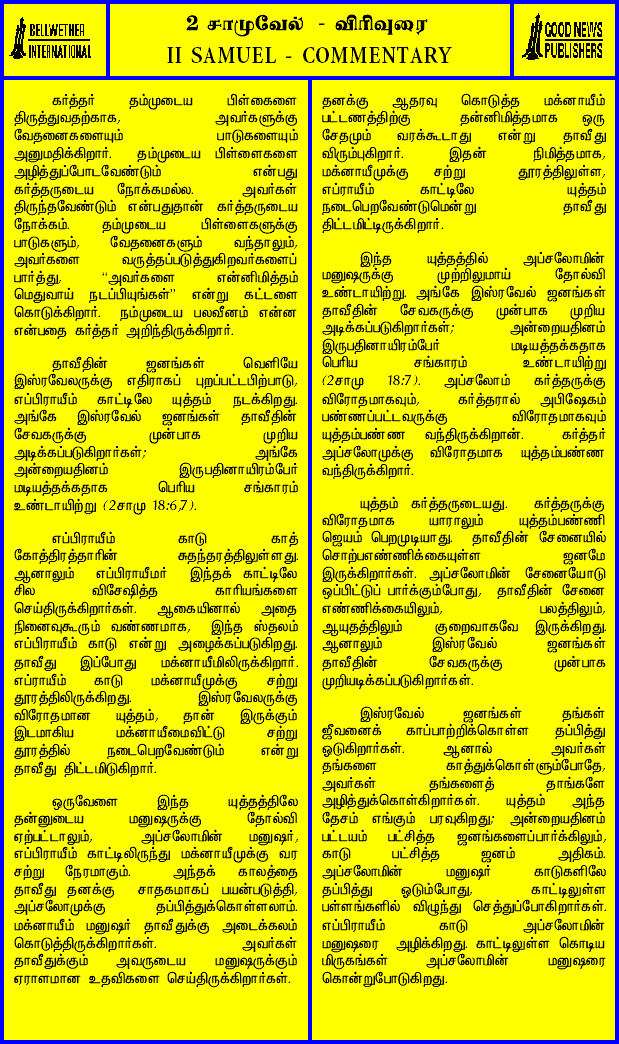 BELLWETHER
INTERNATIONAL
2 சாமுவேல் - விரிவுரை
II SAMUEL - COMMENTARY
GOOD NEWS
PUBLISHERS
கர்த்தர் தம்முடைய பிள்கைளை
திருத்துவதற்காக, அவர்களுக்கு
வேதனைகளையும் பாடுகளையும்
அனுமதிக்கிறார். தம்முடைய பிள்ளைகளை
அழித்துப்போடவேண்டும் என்பது
கர்த்தருடைய நோக்கமல்ல. அவர்கள்
திருந்தவேண்டும் என்பதுதான் கர்த்தருடைய
நோக்கம். தம்முடைய பிள்ளைகளுக்கு
பாடுகளும், வேதனைகளும் வந்தாலும்,
அவர்களை வருத்தப்படுத்துகிறவர்களைப்
பார்த்து, “அவர்களை என்னிமித்தம்
மெதுவாய் நடப்பியுங்கள்” என்று கட்டளை
கொடுக்கிறார். நம்முடைய பலவீனம் என்ன
என்பதை கர்த்தர் அறிந்திருக்கிறார்.
தாவீதின் ஜனங்கள் வெளியே
இஸ்ரவேலருக்கு எதிராகப் புறப்பட்டபிற்பாடு,
எப்பிராயீம் காட்டிலே யுத்தம் நடக்கிறது.
அங்கே இஸ்ரவேல் ஜனங்கள் தாவீதின்
சேவகருக்கு முன்பாக முறிய
அடிக்கப்படுகிறார்கள்; அங்கே
அன்றையதினம் இருபதினாயிரம்பேர்
மடியத்தக்கதாக பெரிய சங்காரம்
உண்டாயிற்று (2சாமு 18:6,7).
எப்பிராயீம் காடு காத்
கோத்திரத்தாரின் சுதந்தரத்திலுள்ளது.
ஆனாலும் எப்பிராயீமர் இந்தக் காட்டிலே
சில விசேஷித்த காரியங்களை
செய்திருக்கிறார்கள். ஆகையினால் அதை
நினைவுகூரும் வண்ணமாக, இந்த ஸ்தலம்
எப்பிராயீம் காடு என்று அழைக்கப்படுகிறது.
தாவீது இப்போது மக்னாயீமிலிருக்கிறார்.
எப்ராயீம் காடு மக்னாயீமுக்கு சற்று
தூரத்திலிருக்கிறது. இஸ்ரவேலருக்கு
விரோதமான யுத்தம், தான் இருக்கும்
இடமாகிய மக்னாயீமைவிட்டு சற்று
தூரத்தில் நடைபெறவேண்டும் என்று
தாவீது திட்டமிடுகிறார்.
ஒருவேளை இந்த யுத்தத்திலே
தன்னுடைய மனுஷருக்கு தோல்வி
ஏற்பட்டாலும், அப்சலோமின் மனுஷர்,
எப்பிராயீம் காட்டிலிருந்து மக்னாயீமுக்கு வர
சற்று நேரமாகும். அந்தக் காலத்தை
தாவீது தனக்கு சாதகமாகப் பயன்படுத்தி,
அப்சலோமுக்கு தப்பித்துக்கொள்ளலாம்.
மக்னாயீம் மனுஷர் தாவீதுக்கு அடைக்கலம்
கொடுத்திருக்கிறார்கள். அவர்கள்
தாவீதுக்கும் அவருடைய மனுஷருக்கும்
ஏராளமான உதவிகளை செய்திருக்கிறார்கள்.
தனக்கு ஆதரவு கொடுத்த மக்னாயீம்
பட்டணத்திற்கு தன்னிமித்தமாக ஒரு
சேதமும் வரக்கூடாது என்று தாவீது
விரும்புகிறார். இதன் நிமித்தமாக,
மக்னாயீமுக்கு சற்று தூரத்திலுள்ள,
எப்ராயீம் காட்டிலே யுத்தம்
நடைபெறவேண்டுமென்று தாவீது
திட்டமிட்டிருக்கிறார்.
இந்த யுத்தத்தில் அப்சலோமின்
மனுஷருக்கு முற்றிலுமாய் தோல்வி
உண்டாயிற்று. அங்கே இஸ்ரவேல் ஜனங்கள்
தாவீதின் சேவகருக்கு முன்பாக முறிய
அடிக்கப்படுகிறார்கள்; அன்றையதினம்
இருபதினாயிரம்பேர் மடியத்தக்கதாக
பெரிய சங்காரம் உண்டாயிற்று
(2சாமு 18:7). அப்சலோம் கர்த்தருக்கு
விரோதமாகவும், கர்த்தரால் அபிஷேகம்
பண்ணப்பட்டவருக்கு விரோதமாகவும்
யுத்தம்பண்ண வந்திருக்கிறான். கர்த்தர்
அப்சலோமுக்கு விரோதமாக யுத்தம்பண்ண
வந்திருக்கிறார்.
யுத்தம் கர்த்தருடையது. கர்த்தருக்கு
விரோதமாக யாராலும் யுத்தம்பண்ணி
ஜெயம் பெறமுடியாது. தாவீதின் சேனையில்
சொற்பஎண்ணிக்கையுள்ள ஜனமே
இருக்கிறார்கள். அப்சலோமின் சேனையோடு
ஒப்பிட்டுப் பார்க்கும்போது, தாவீதின் சேனை
எண்ணிக்கையிலும், பலத்திலும்,
ஆயுதத்திலும் குறைவாகவே இருக்கிறது.
ஆனாலும் இஸ்ரவேல் ஜனங்கள்
தாவீதின் சேவகருக்கு முன்பாக
முறியடிக்கப்படுகிறார்கள்.
இஸ்ரவேல் ஜனங்கள் தங்கள்
ஜீவனைக் காப்பாற்றிக்கொள்ள தப்பித்து
ஓடுகிறார்கள். ஆனால் அவர்கள்
தங்களை காத்துக்கொள்ளும்போதே,
அவர்கள் தங்களைத் தாங்களே
அழித்துக்கொள்கிறார்கள். யுத்தம் அந்த
தேசம் எங்கும் பரவுகிறது; அன்றையதினம்
பட்டயம் பட்சித்த ஜனங்களைப்பார்க்கிலும்,
காடு பட்சித்த ஜனம் அதிகம்.
அப்சலோமின் மனுஷர் காடுகளிலே
தப்பித்து ஓடும்போது, காட்டிலுள்ள
பள்ளங்களில் விழுந்து செத்துப்போகிறார்கள்.
எப்பிராயீம் காடு அப்சலோமின்
மனுஷரை அழிக்கிறது. காட்டிலுள்ள கொடிய
மிருகங்கள் அப்சலோமின் மனுஷரை
கொன்றுபோடுகிறது.